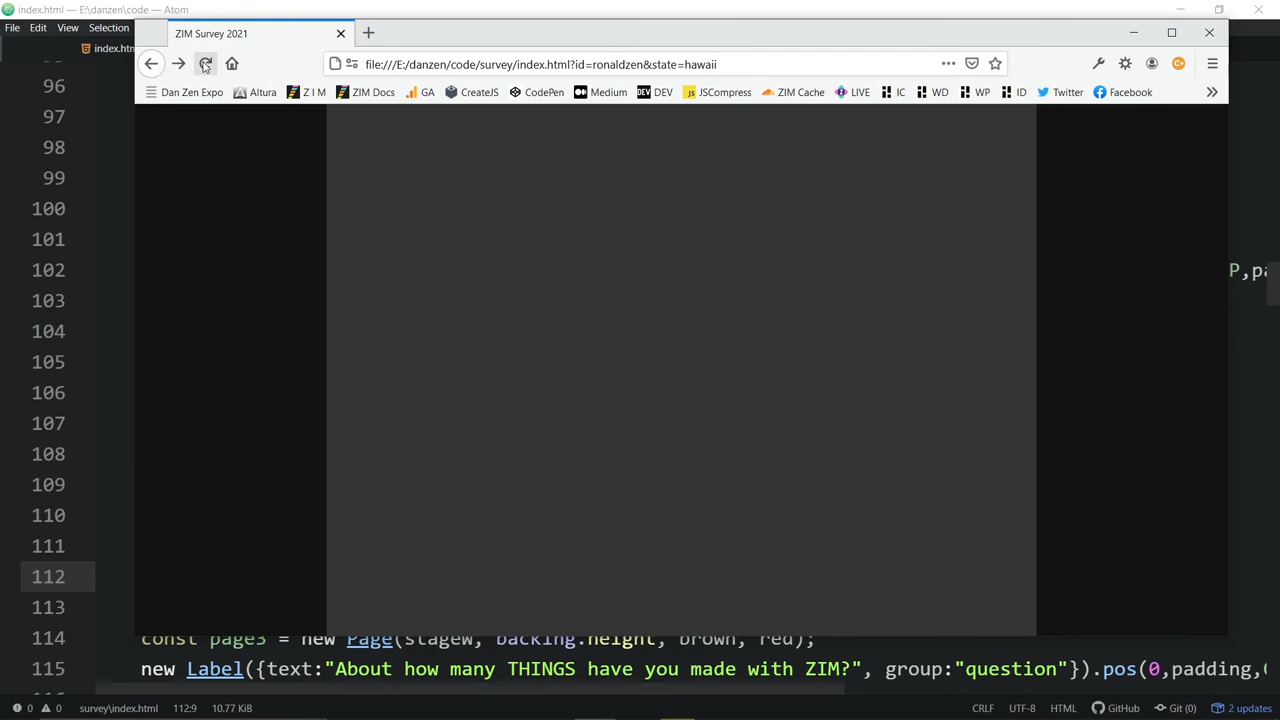 index.html — E:\danzen\code — Atom
File Edit View Selection
ZIM Survey 2021
index.htm
file:///E:/danzen/code/survey/index.html?id=ronaldzen&state=hawaii
Dan Zen Expo Altura Z I M ZIM Docs GA CreateJS CodePen Medium DEV JSCompress ZIM Cache LIVE IC WD WP ID Twitter Facebook
96
97
98
99
100
101
102 P,pa
103
104
105
106
107
108
109
110
111
112
113
114 const page3 = new Page(stageW, backing.height, brown, red);
115 new Label({text:"About how many THINGS have you made with ZIM?", group:"question"}).pos(0,padding,
0 0 survey\index.html 112:9 10.77 KiB CRLF UTF-8 HTML GitHub Git (0) 2 updates